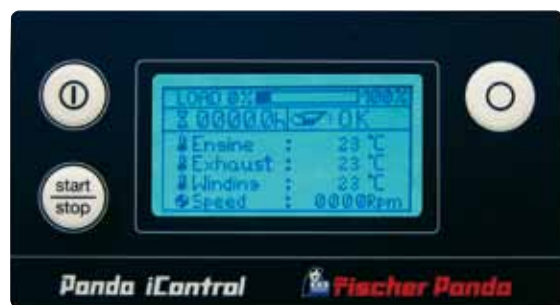 LOAD 0% 100%
00000h OK
Engine : 23 °C
Exhaust : 23 °C
Winding : 23 °C
Speed : 0000Rpm
start
stop
Panda iControl
Fischer Panda